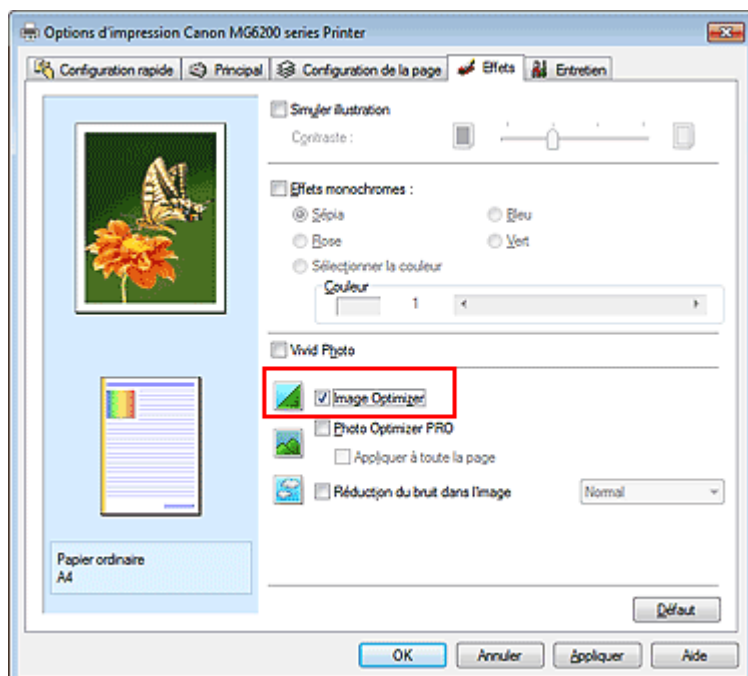 Options d'impression Canon MG6200 series Printer
Configuration rapide Principal Configuration de la page Effets Entretien
Simuler illustration
Contraste :
Effets monochromes :
Sépia Bleu
Rose Vert
Sélectionner la couleur
Couleur
1
Vivid Photo
Image Optimizer
Photo Optimizer PRO
Appliquer à toute la page
Réduction du bruit dans l'image Normal
Papier ordinaire
A4
Défaut
OK Annuler Appliquer Aide